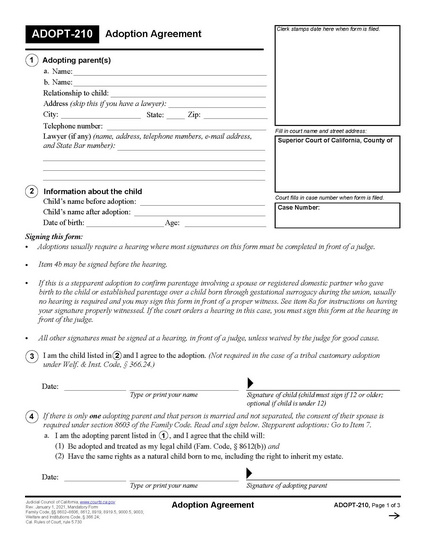 ADOPT-210 Adoption Agreement
Clerk stamps date here when form is filed.
1 Adopting parent(s)
a. Name:
b. Name:
Relationship to child:
Address (skip this if you have a lawyer):
City: State: Zip:
Telephone number:
Lawyer (if any) (name, address, telephone numbers, e-mail address,
and State Bar number):
Fill in court name and street address:
Superior Court of California, County of
2 Information about the child
Child's name before adoption:
Child's name after adoption:
Date of birth: Age:
Court fills in case number when form is filed.
Case Number:
Signing this form:
• Adoptions usually require a hearing where most signatures on this form must be completed in front of a judge.
• Item 4b may be signed before the hearing.
• If this is a stepparent adoption to confirm parentage involving a spouse or registered domestic partner who gave
birth to the child or established parentage over a child born through gestational surrogacy during the union, usually
no hearing is required and you may sign this form in front of a proper witness. See item 8a for instructions on having
your signature properly witnessed. If the court orders a hearing in this case, you must sign this form at the hearing in
front of the judge.
• All other signatures must be signed at a hearing, in front of a judge, unless waived by the judge for good cause.
3 I am the child listed in 2 and I agree to the adoption. (Not required in the case of a tribal customary adoption
under Welf. & Inst. Code, § 366.24.)
Date:
Type or print your name
Signature of child (child must sign if 12 or older;
optional if child is under 12)
4 If there is only one adopting parent and that person is married and not separated, the consent of their spouse is
required under section 8603 of the Family Code. Read and sign below. Stepparent adoptions: Go to Item 7.
a. I am the adopting parent listed in 1, and I agree that the child will:
(1) Be adopted and treated as my legal child (Fam. Code, § 8612(b)) and
(2) Have the same rights as a natural child born to me, including the right to inherit my estate.
Date:
Type or print your name
Signature of adopting parent
Judicial Council of California, www.courts.ca.gov
Rev. January 1, 2021, Mandatory Form
Welfare and Institutions Code, § 366.24
Cal. Rules of Court, rule 5.730
Adoption Agreement
ADOPT-210, Page 1 of 3